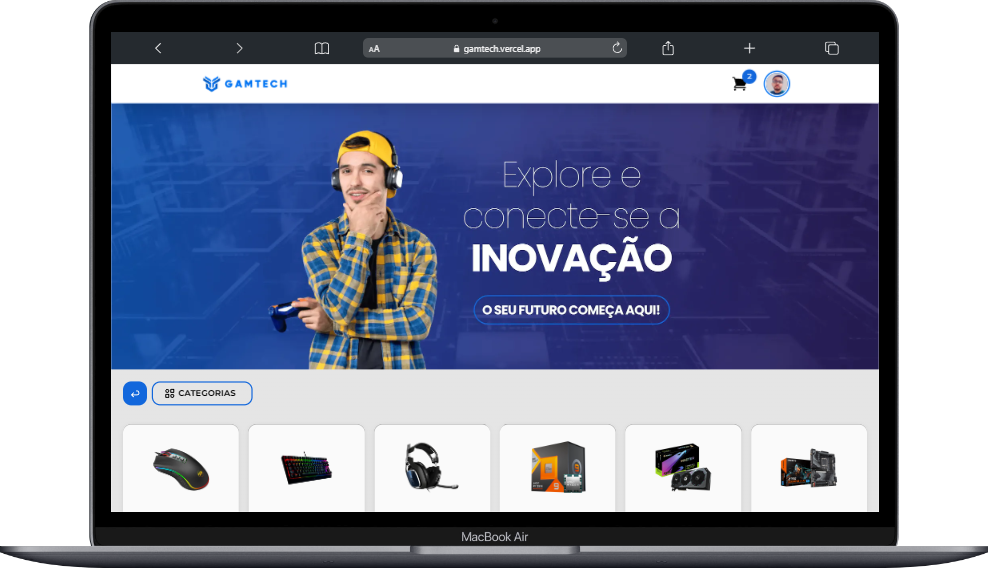 AA
gamtech.vercel.app
GAMTECH
2
Explore e
conecte-se a
INOVAÇÃO
O SEU FUTURO COMEÇA AQUI!
CATEGORIAS
MacBook Air